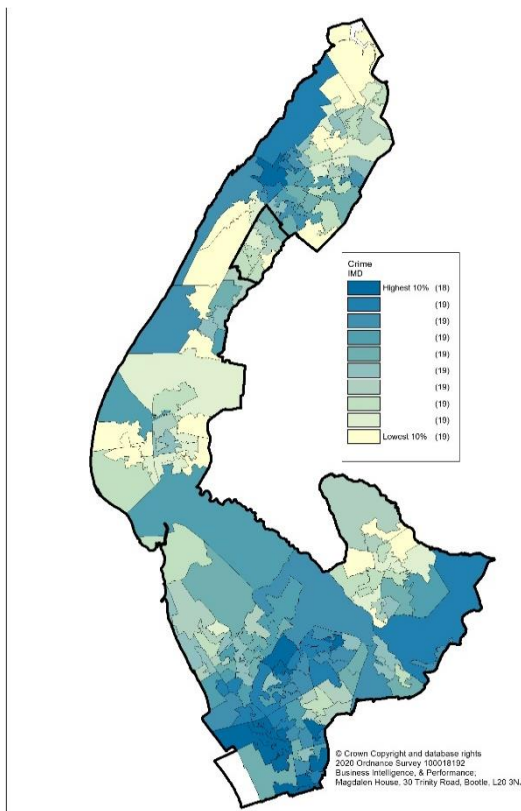 Crime
IMD
Highest 10% (18)
(19)
(19)
(19)
(19)
(19)
(19)
(19)
(19)
Lowest 10% (19)
© Crown Copyright and database rights
2020 Ordnance Survey 100018192
Business Intelligence, & Performance,
Magdalen House, 30 Trinity Road, Bootle, L20 3NJ